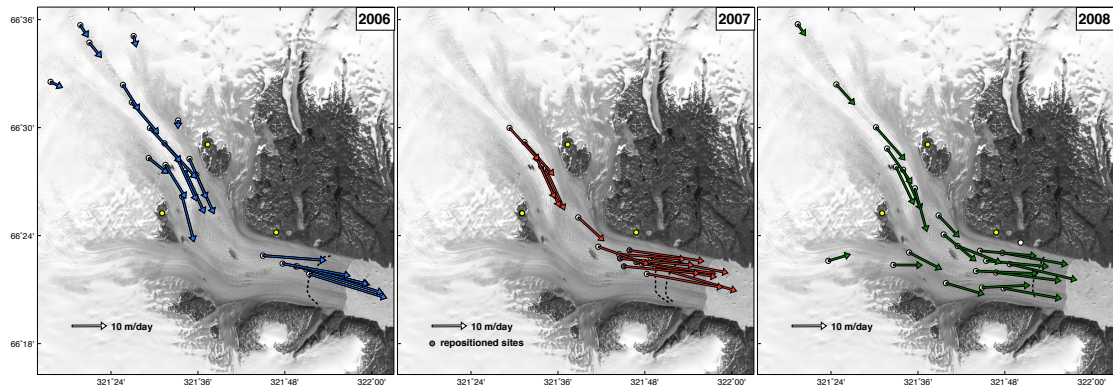 2006
2007
2008
66˚36'
66˚30'
66˚24'
66˚18'
10 m/day
10 m/day
repositioned sites
10 m/day
321˚24' 321˚36' 321˚48' 322˚00'
321˚24' 321˚36' 321˚48' 322˚00'
321˚24' 321˚36' 321˚48' 322˚00'